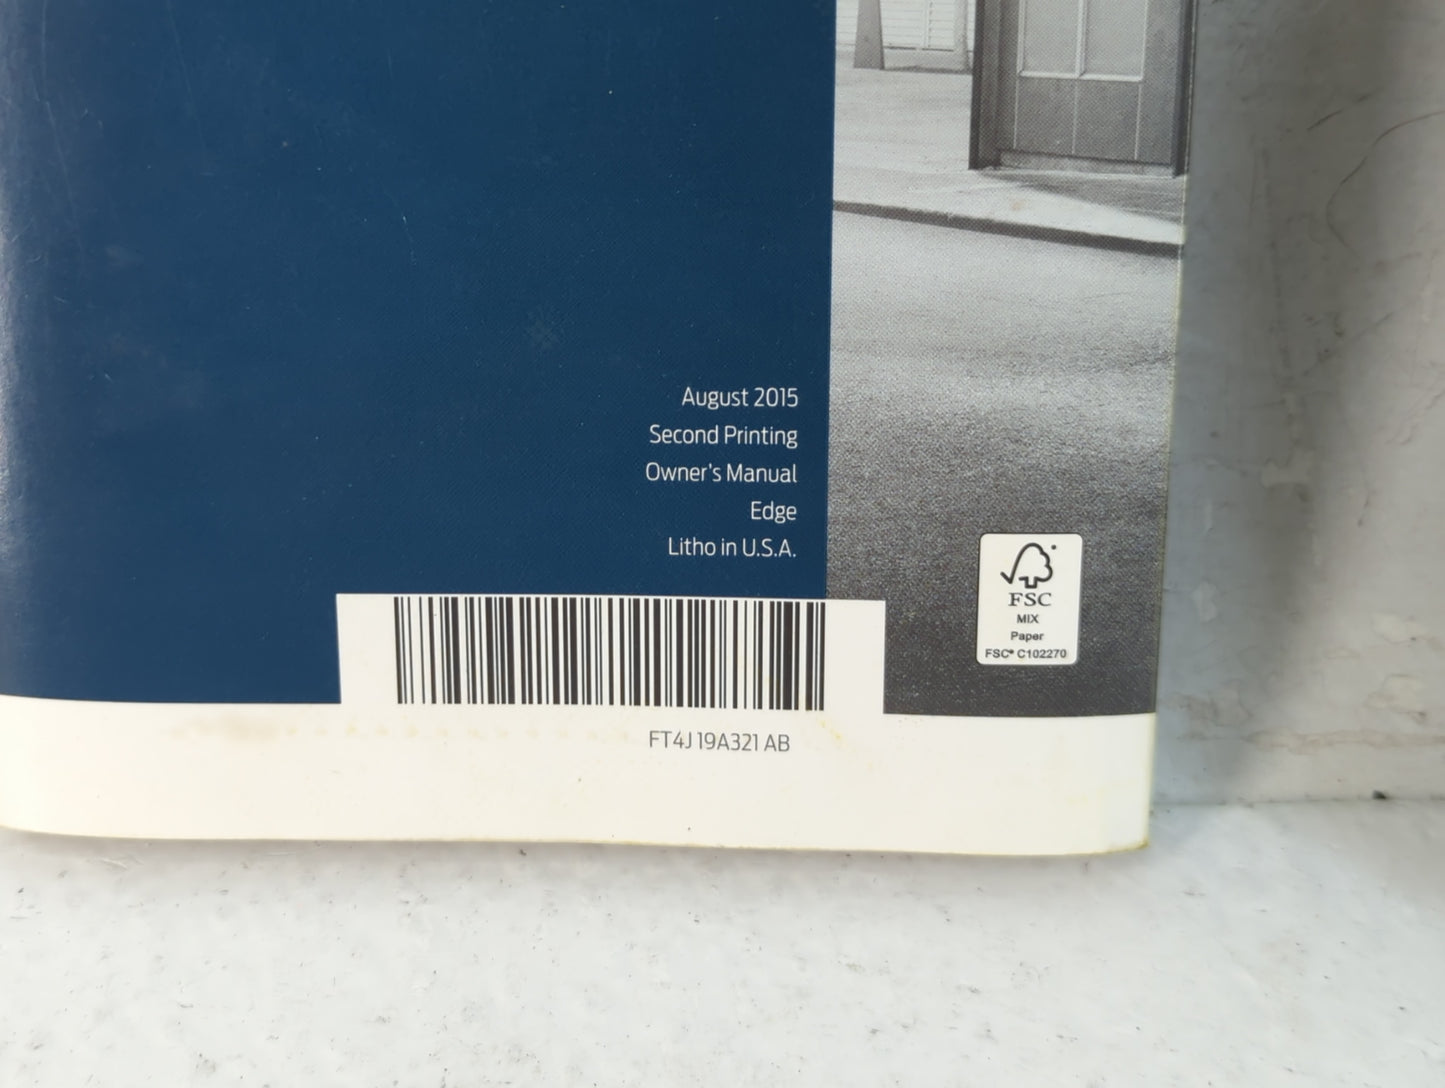 August 2015
Second Printing
Owner's Manual
Edge
Litho in U.S.A.
FSC
MIX
Paper
FSC® C102270
FT4J 19A321 AB